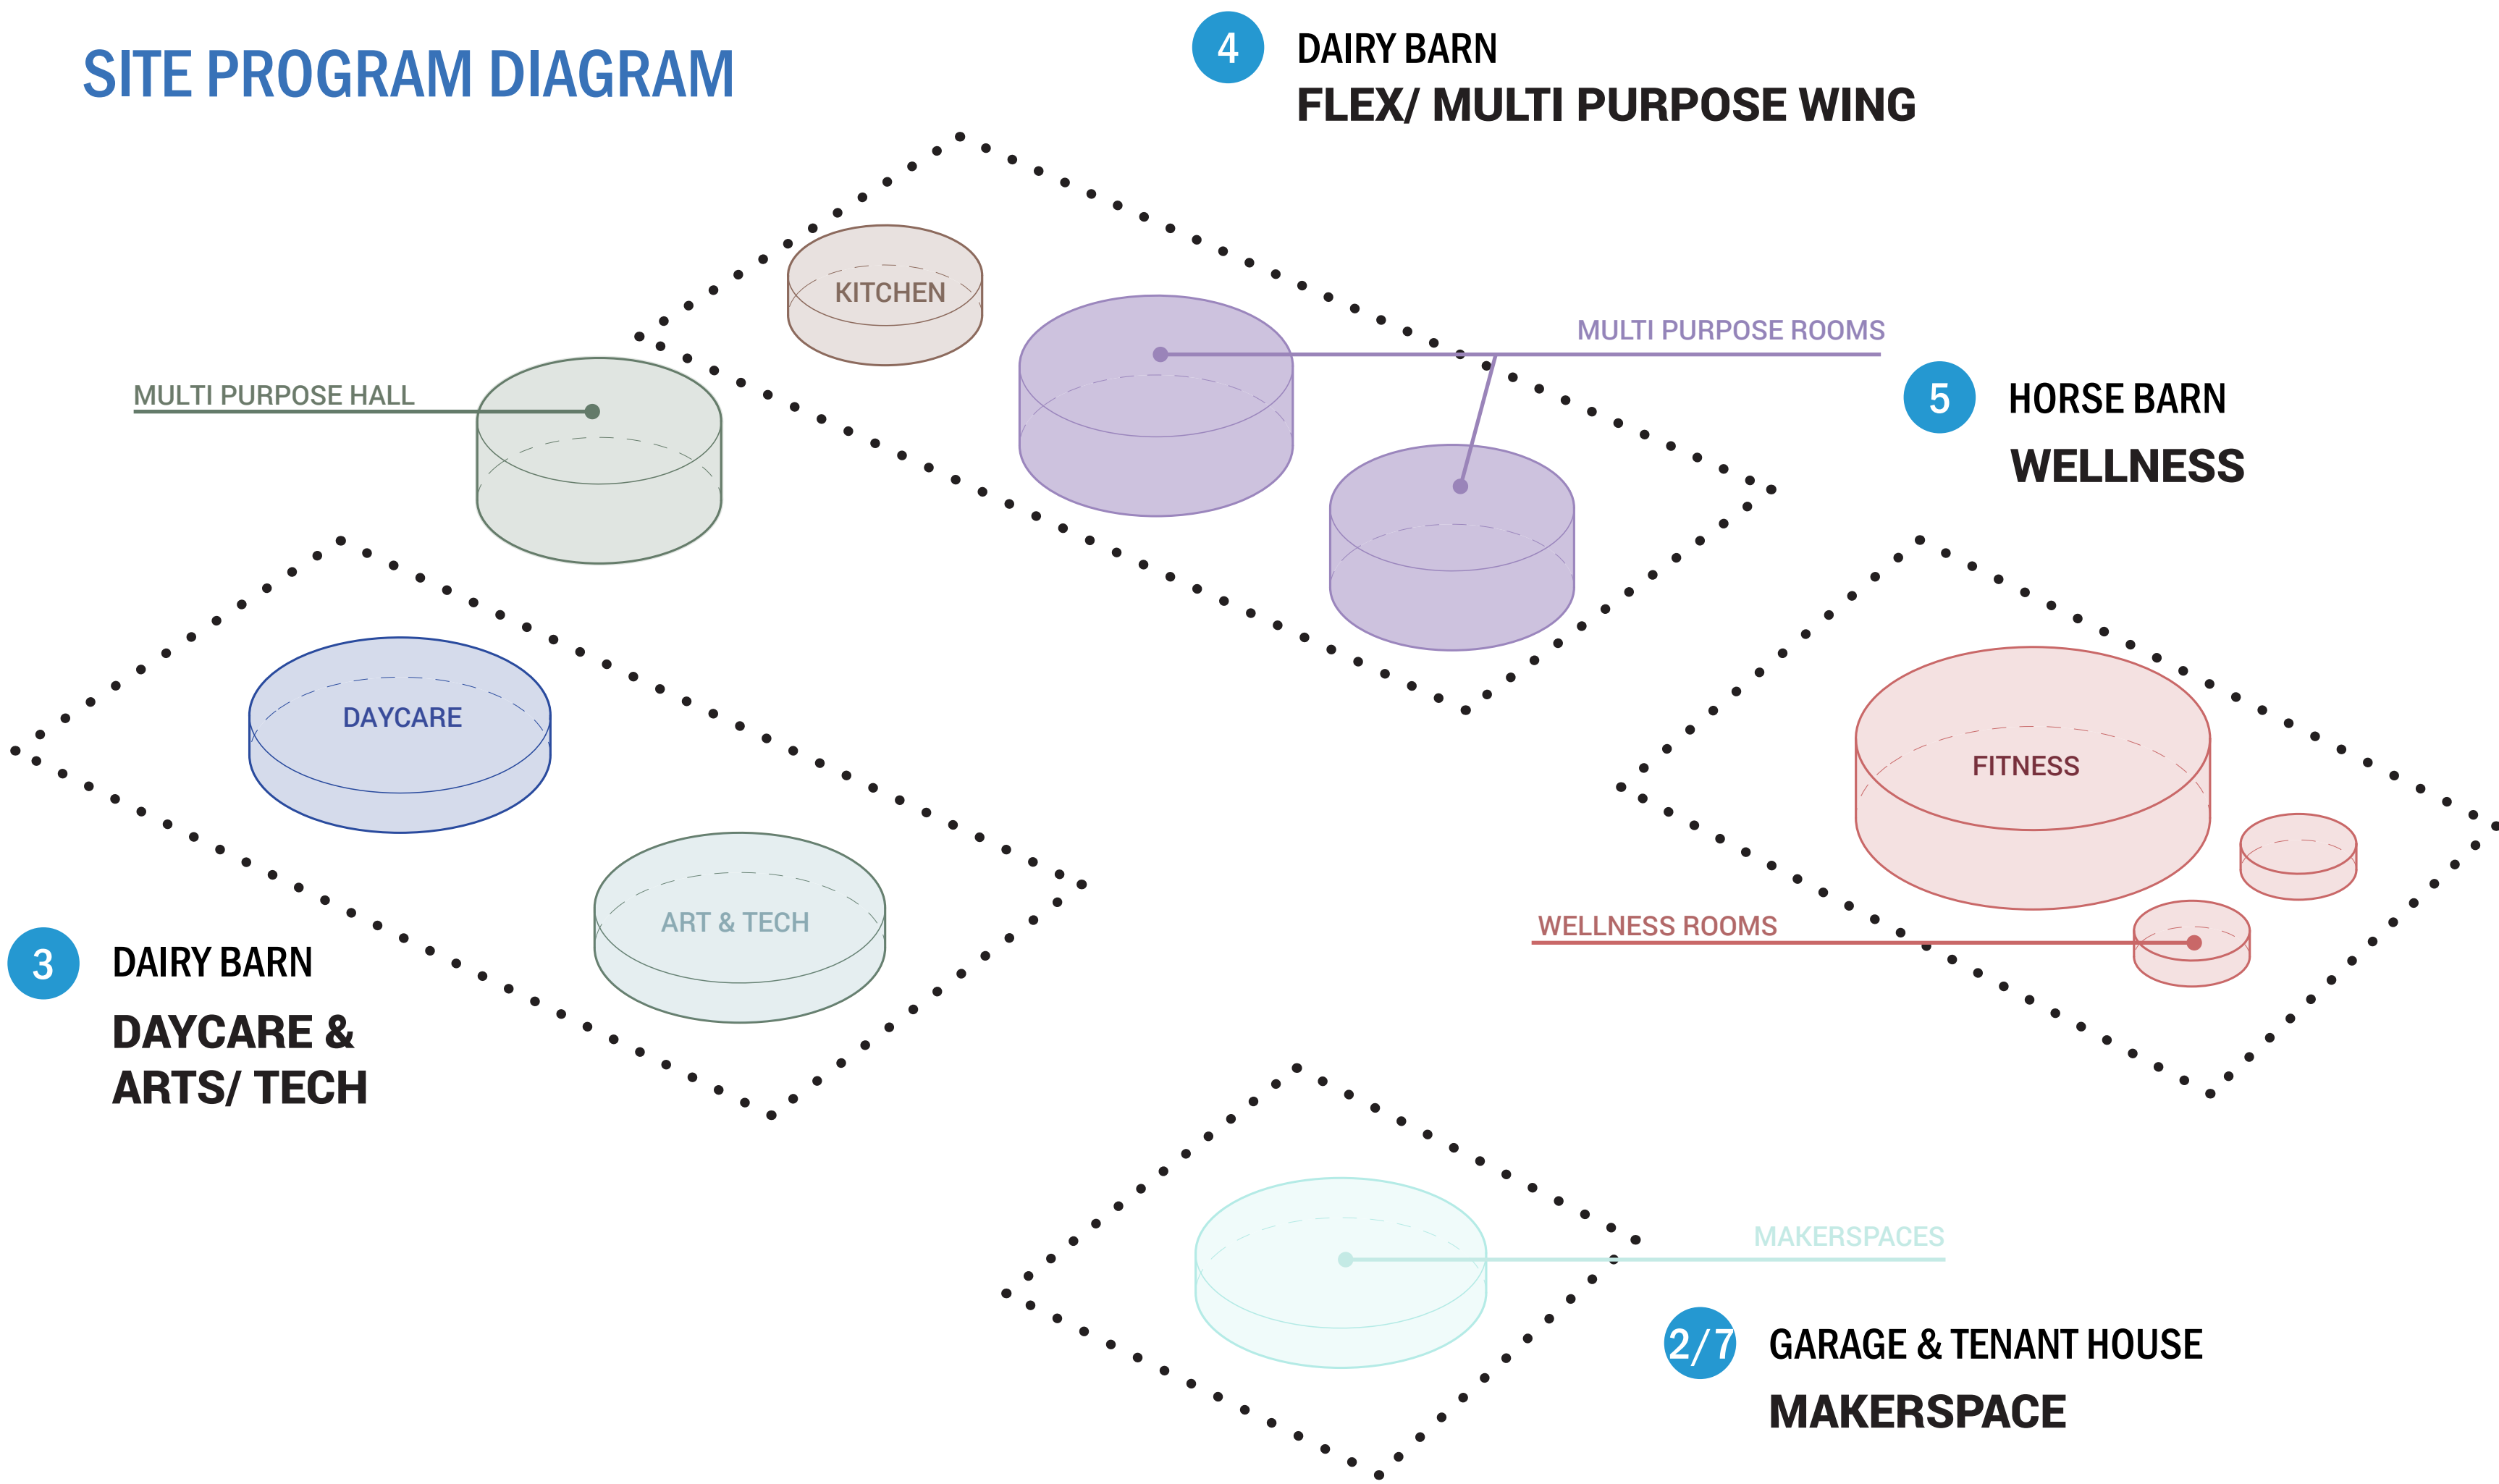 SITE PROGRAM DIAGRAM
4
DAIRY BARN
FLEX/ MULTI PURPOSE WING
KITCHEN
MULTI PURPOSE ROOMS
MULTI PURPOSE HALL
5
HORSE BARN
WELLNESS
DAYCARE
FITNESS
ART & TECH
WELLNESS ROOMS
3
DAIRY BARN
DAYCARE &
ARTS/ TECH
MAKERSPACES
2/7
GARAGE & TENANT HOUSE
MAKERSPACE